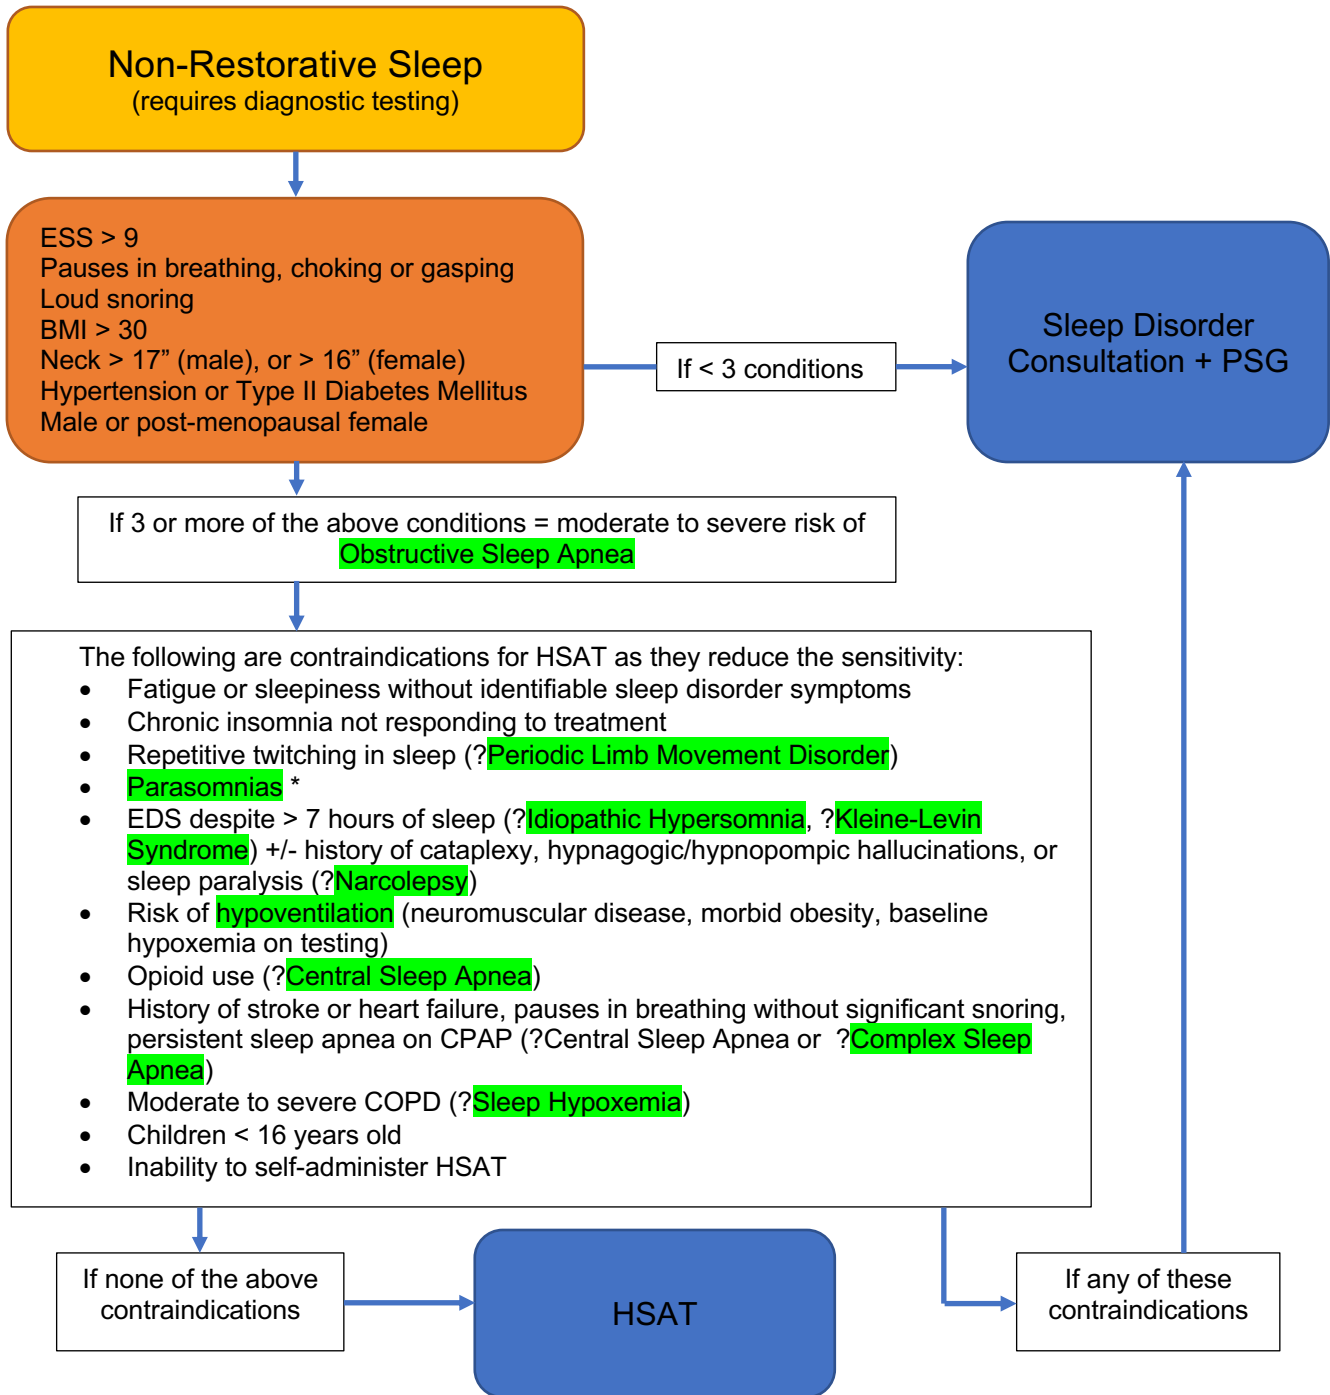 Non-Restorative Sleep
(requires diagnostic testing)
ESS > 9
Pauses in breathing, choking or gasping
Loud snoring
BMI > 30
Neck > 17” (male), or > 16” (female)
Hypertension or Type II Diabetes Mellitus
Male or post-menopausal female
If < 3 conditions
Sleep Disorder
Consultation + PSG
If 3 or more of the above conditions = moderate to severe risk of
Obstructive Sleep Apnea
The following are contraindications for HSAT as they reduce the sensitivity:
• Fatigue or sleepiness without identifiable sleep disorder symptoms
• Chronic insomnia not responding to treatment
• Repetitive twitching in sleep (?Periodic Limb Movement Disorder)
• Parasomnias *
• EDS despite > 7 hours of sleep (?Idiopathic Hypersomnia, ?Kleine-Levin
Syndrome) +/- history of cataplexy, hypnagogic/hypnopompic hallucinations, or
sleep paralysis (?Narcolepsy)
• Risk of hypoventilation (neuromuscular disease, morbid obesity, baseline
hypoxemia on testing)
• Opioid use (?Central Sleep Apnea)
• History of stroke or heart failure, pauses in breathing without significant snoring,
persistent sleep apnea on CPAP (?Central Sleep Apnea or ?Complex Sleep
Apnea)
• Moderate to severe COPD (?Sleep Hypoxemia)
• Children < 16 years old
• Inability to self-administer HSAT
If none of the above
contraindications
HSAT
If any of these
contraindications